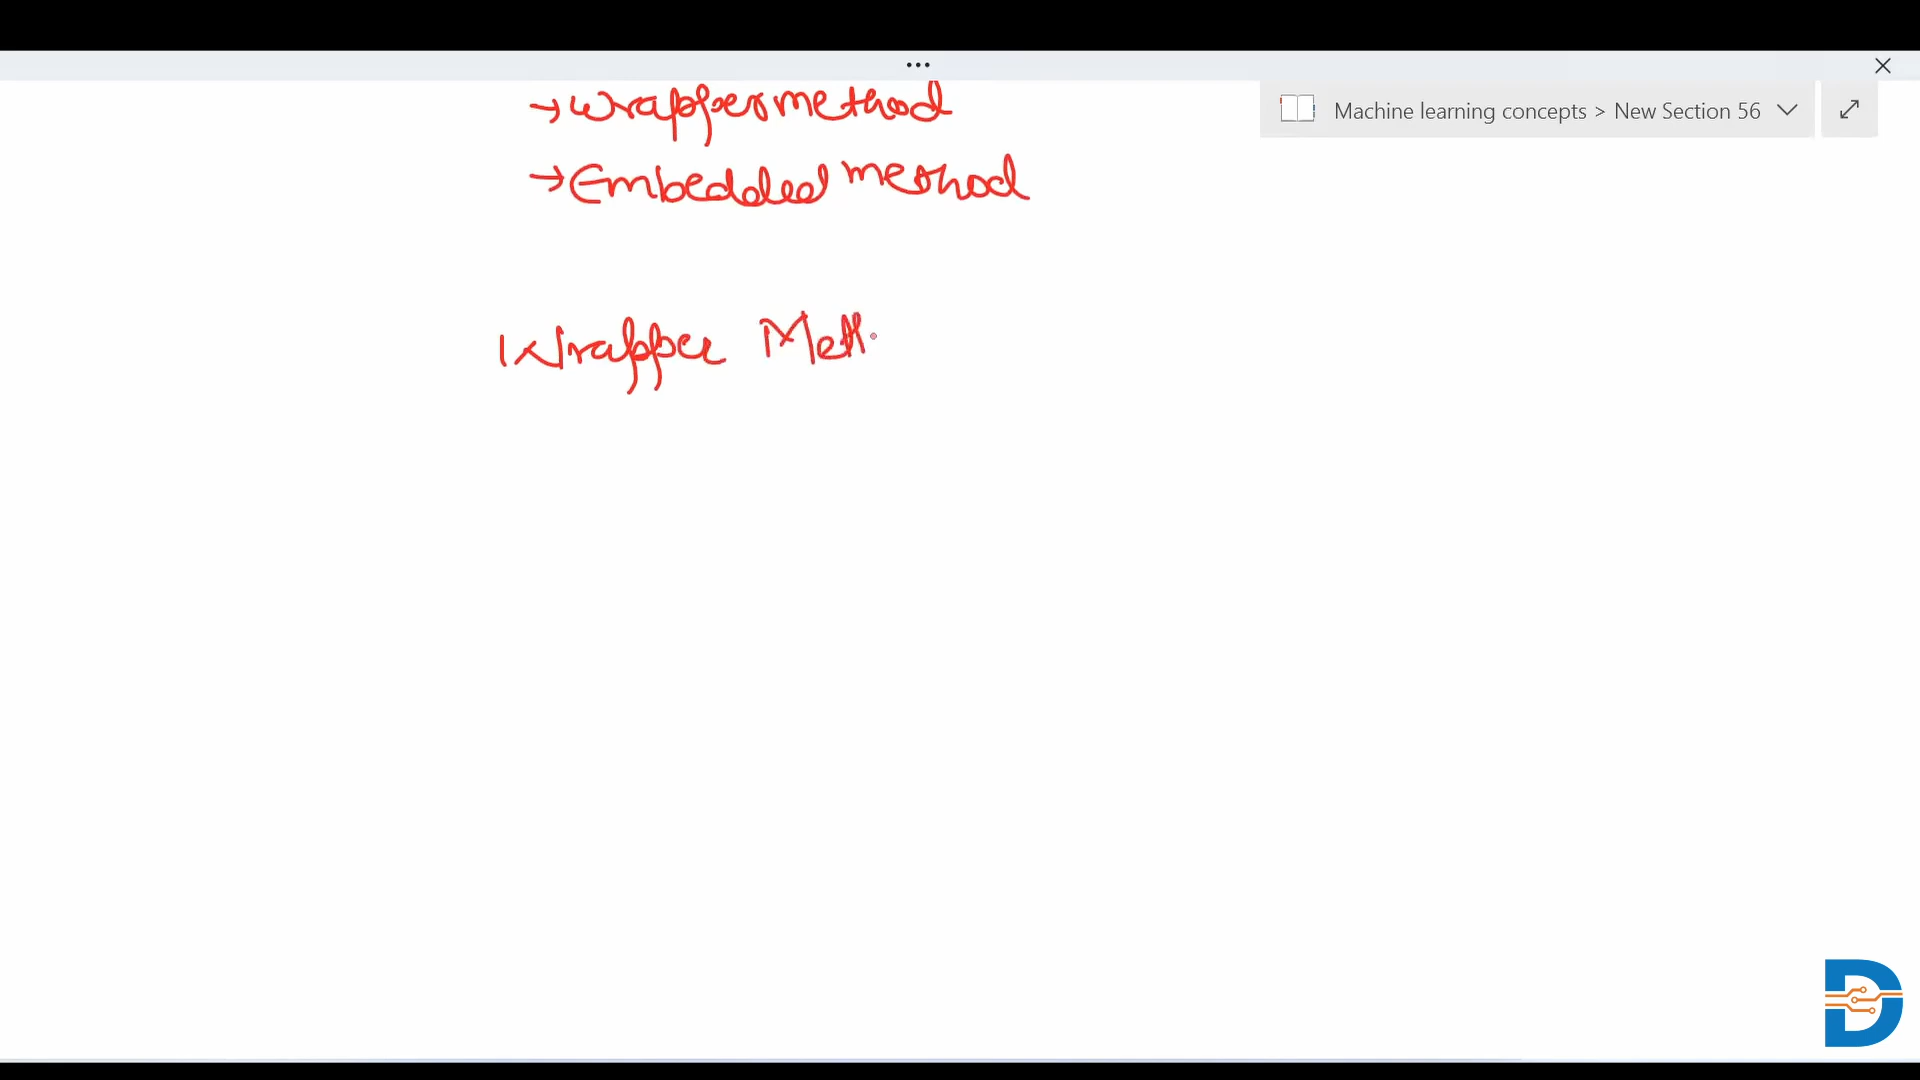 → wrapper method
Machine learning concepts > New Section 56
→ Embedded method
Wrapper Meth